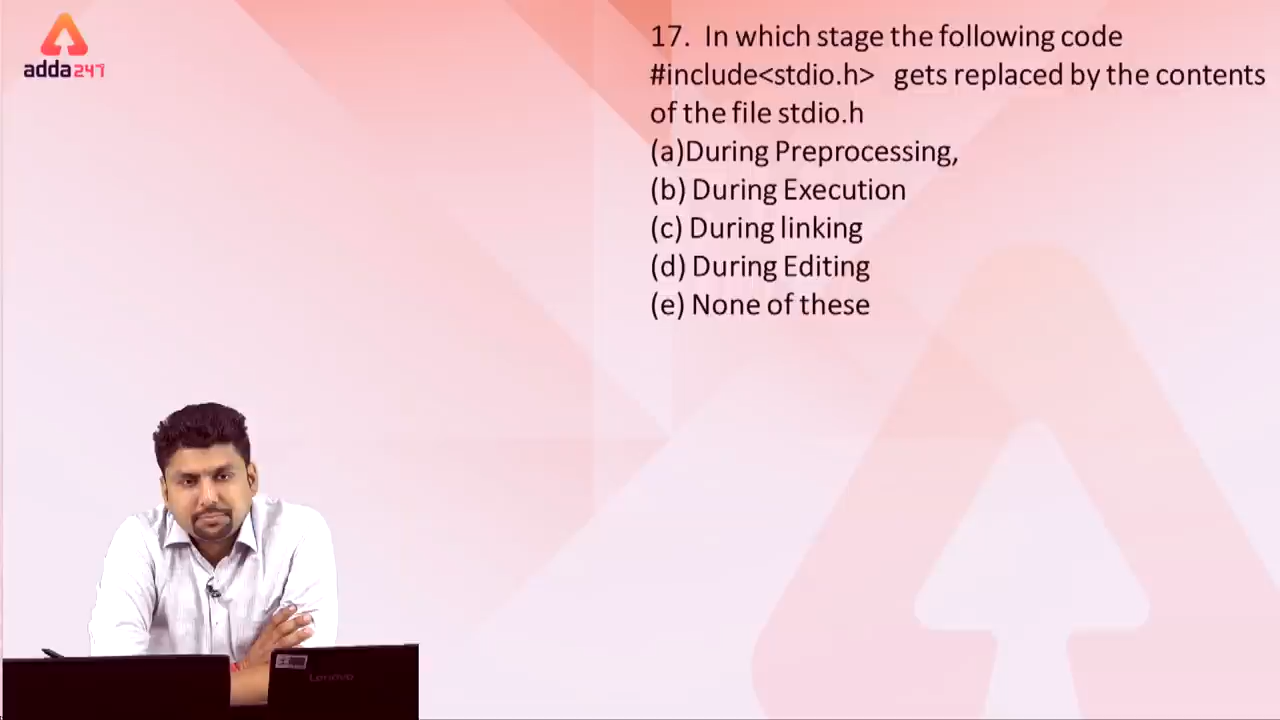 adda247
17. In which stage the following code
#include<stdio.h> gets replaced by the contents
of the file stdio.h
(a)During Preprocessing,
(b) During Execution
(c) During linking
(d) During Editing
(e) None of these
Lenovo